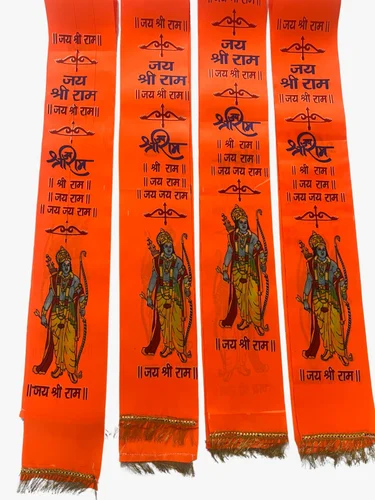 ॥जय श्री राम॥
जय
श्री राम
॥जय श्री राम॥
श्रीराम
॥ श्री राम ॥
॥ जय राम ॥
॥ जय जय राम ॥
॥जय श्री राम॥
॥जय श्री राम॥
जय
श्री राम
॥जय श्री राम॥
श्रीराम
॥ श्री राम ॥
॥ जय राम ॥
॥ जय जय राम ॥
॥जय श्री राम॥
॥जय श्री राम॥
जय
श्री राम
॥जय श्री राम॥
श्रीराम
॥ श्री राम ॥
॥ जय राम ॥
॥ जय जय राम ॥
॥जय श्री राम॥
॥जय श्री राम॥
जय
श्री राम
॥जय श्री राम॥
श्रीराम
॥ श्री राम ॥
॥ जय राम ॥
॥ जय जय राम ॥
॥जय श्री राम॥